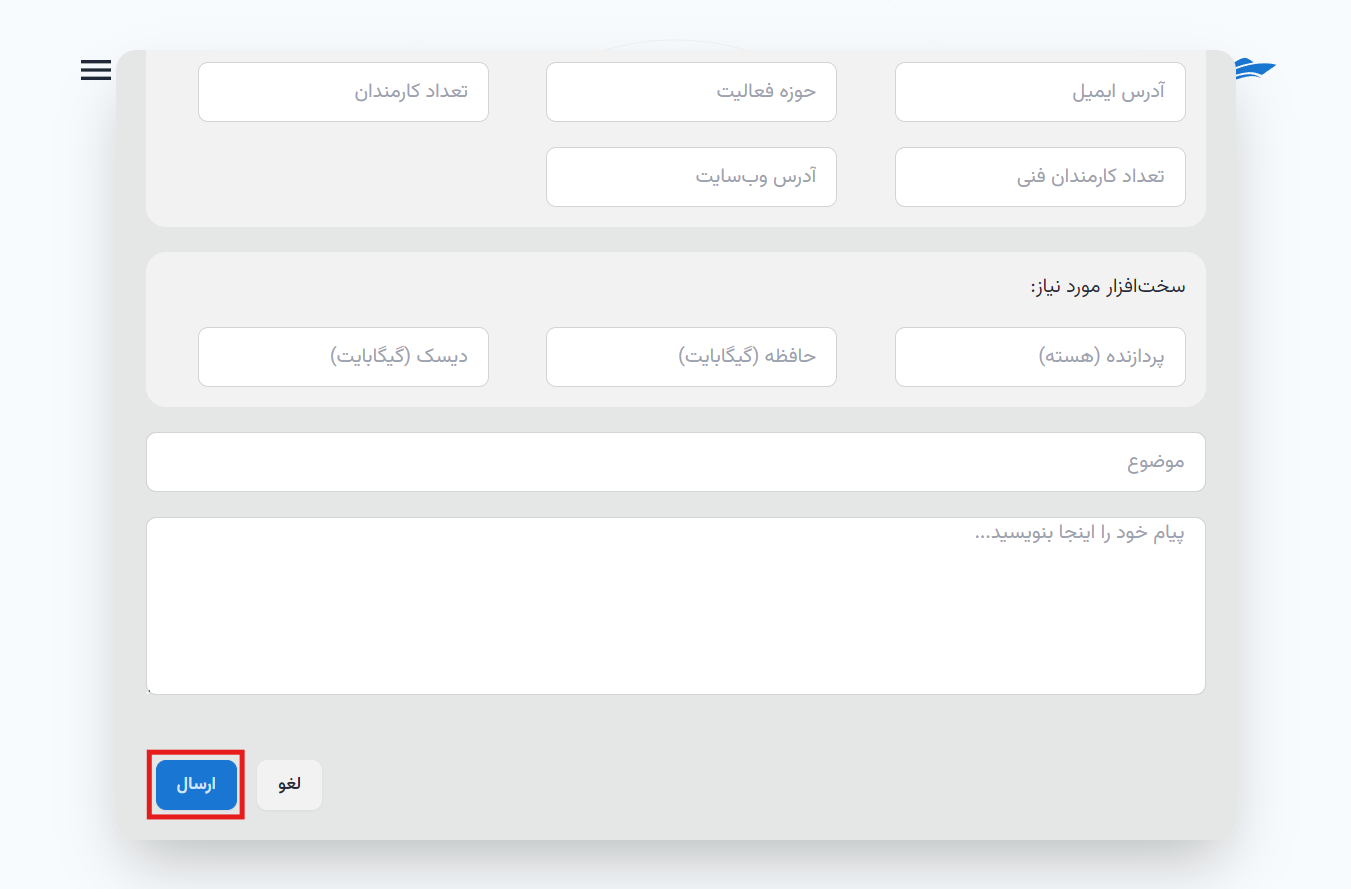 آدرس ایمیل
حوزه فعالیت
تعداد کارمندان
تعداد کارمندان فنی
آدرس وب‌سایت
سخت‌افزار مورد نیاز:
پردازنده (هسته)
حافظه (گیگابایت)
دیسک (گیگابایت)
موضوع
پیام خود را اینجا بنویسید...
لغو
ارسال